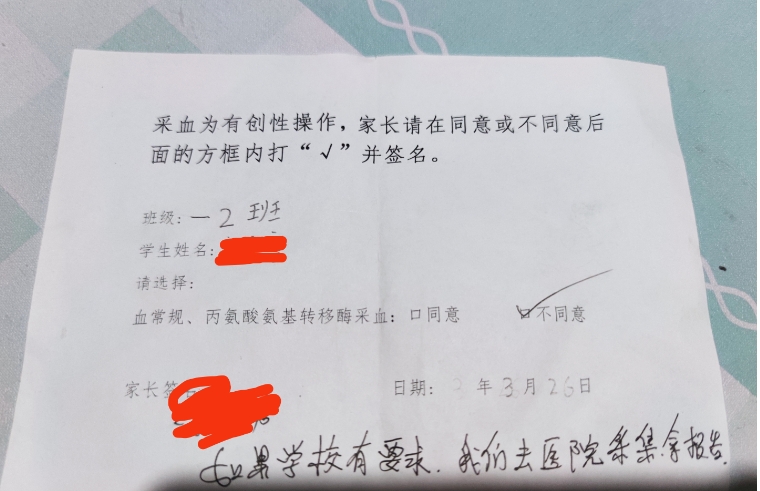 采血为有创性操作，家长请在同意或不同意后
面的方框内打“√”并签名。
班级：一2班
学生姓名：
请选择：
血常规、丙氨酸氨基转移酶采血：口同意 口不同意
家长签名
日期： 年3月26日
如果学校有要求.我们去医院采集拿报告.